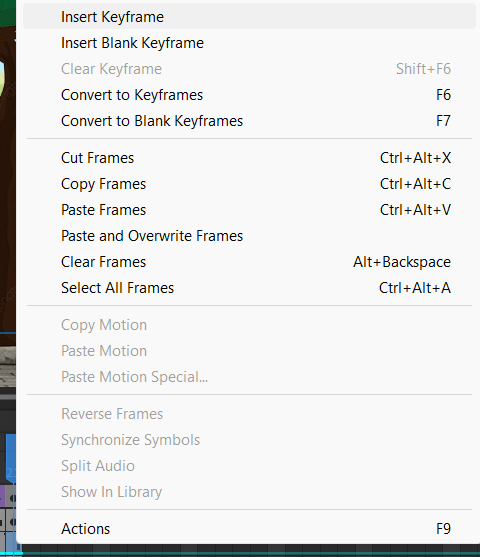 Insert Keyframe
Insert Blank Keyframe
Clear Keyframe Shift+F6
Convert to Keyframes F6
Convert to Blank Keyframes F7
Cut Frames Ctrl+Alt+X
Copy Frames Ctrl+Alt+C
Paste Frames Ctrl+Alt+V
Paste and Overwrite Frames
Clear Frames Alt+Backspace
Select All Frames Ctrl+Alt+A
Copy Motion
Paste Motion
Paste Motion Special...
Reverse Frames
Synchronize Symbols
Split Audio
Show In Library
Actions F9